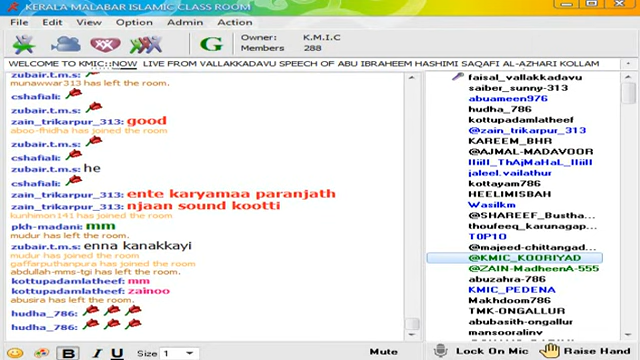 KERALA MALABAR ISLAMIC CLASS ROOM
File Edit View Option Admin Action
G
Owner: K.M.I.C
Members 288
WELCOME TO KMIC::NOW LIVE FROM VALLAKKADAVU SPEECH OF ABU IBRAHEEM HASHIMI SAQAFI AL-AZHARI KOLLAM
zubair.t.m.s:
munawwar313 has left the room.
cshafiali:
zubair.t.m.s:
zain_trikarpur_313: good
aboo-fhidha has joined the room
zubair.t.m.s:
cshafiali:
zubair.t.m.s: he
cshafiali:
zain_trikarpur_313: ente karyamaa paranjath
zain_trikarpur_313: njaan sound kootti
kunhimon141 has joined the room
pkh-madani: mm
mudur has left the room.
zubair.t.m.s: enna kanakkayi
mudur has joined the room
gaffarputhanpura has joined the room
abdullah-mms-tgi has left the room.
kottupadamlatheef: mm
kottupadamlatheef: zainoo
abusira has left the room.
hudha_786:
hudha_786:
faisal_vallakkadavu
saiber_sunny-313
abuameen976
hudha_786
kottupadamlatheef
@zain_trikarpur_313
KAREEM_BHR
@AJMAL-MADAVOOR
jaleel.vailathur
kottayam786
HEELIMISBAH
Wasilkm
@SHAREEF_Bustha...
thoufeeq_karunagap...
T0P10
@majeed-chittangad...
@KMIC_KOORIYAD
@ZAIN-MadheenA-555
abuzahra-786
KMIC_PEDENA
Makhdoom786
TMK-ONGALLUR
abubasith-ongallur
mansooralinv
B U Size 1 Mute Lock On Mic Raise Hand